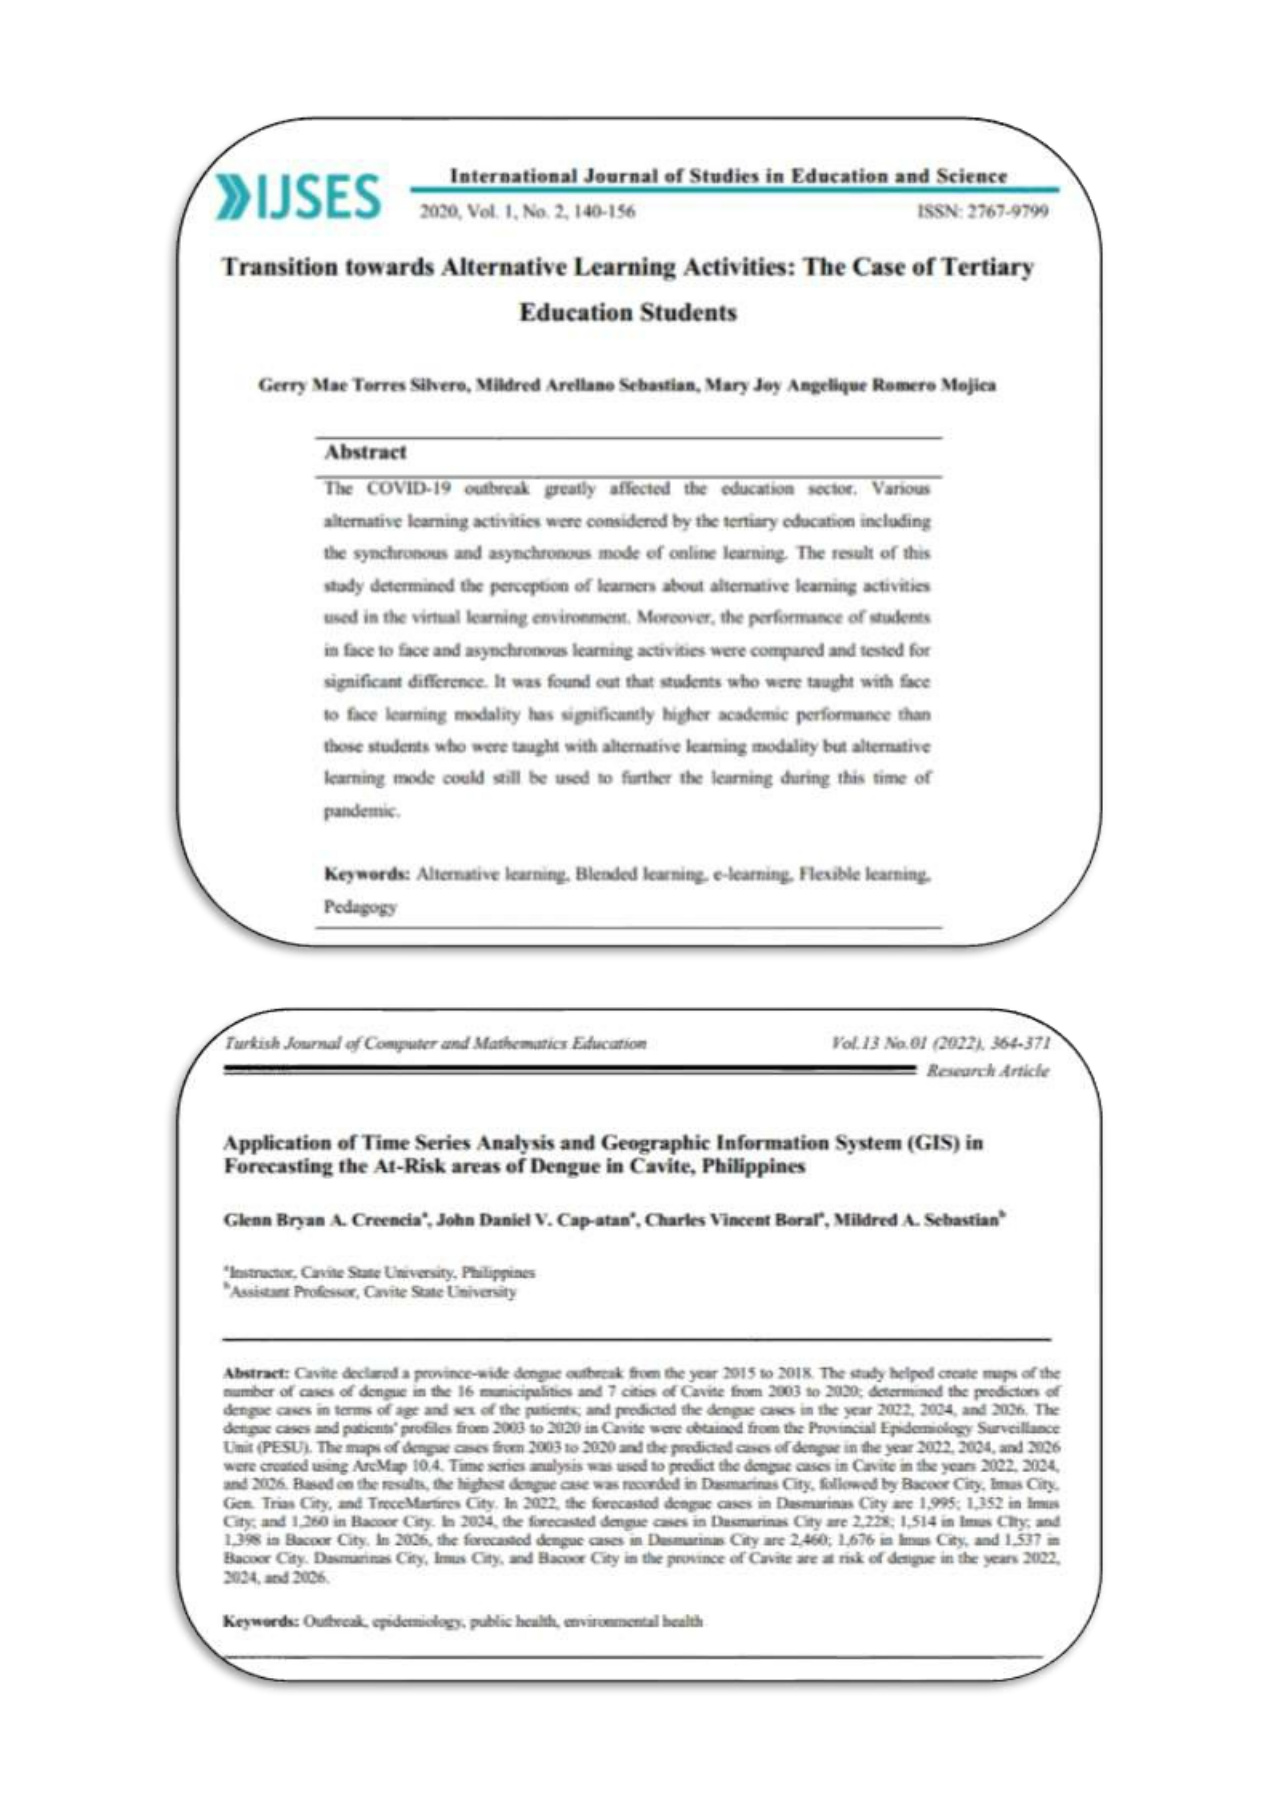 IJSES
International Journal of Studies in Education and Science
2020, Vol. 1, No. 2, 140-156 ISSN: 2767-9799
Transition towards Alternative Learning Activities: The Case of Tertiary
Education Students
Gerry Mae Torres Silvero, Mildred Arellano Sebastian, Mary Joy Angelique Romero Mojica
Abstract
The COVID-19 outbreak greatly affected the education sector. Various
alternative learning activities were considered by the tertiary education including
the synchronous and asynchronous mode of online learning. The result of this
study determined the perception of learners about alternative learning activities
used in the virtual learning environment. Moreover, the performance of students
in face to face and asynchronous learning activities were compared and tested for
significant difference. It was found out that students who were taught with face
to face learning modality has significantly higher academic performance than
those students who were taught with alternative learning modality but alternative
learning mode could still be used to further the learning during this time of
pandemic.
Keywords: Alternative learning, Blended learning, e-learning, Flexible learning,
Pedagogy
Turkish Journal of Computer and Mathematics Education Vol.13 No.01 (2022), 364-371
Research Article
Application of Time Series Analysis and Geographic Information System (GIS) in
Forecasting the At-Risk areas of Dengue in Cavite, Philippines
Glenn Bryan A. Creenciaª, John Daniel V. Cap-atanª, Charles Vincent Boralª, Mildred A. Sebastianᵇ
ªInstructor, Cavite State University, Philippines
ᵇAssistant Professor, Cavite State University
Abstract: Cavite declared a province-wide dengue outbreak from the year 2015 to 2018. The study helped create maps of the
number of cases of dengue in the 16 municipalities and 7 cities of Cavite from 2003 to 2020; determined the predictors of
dengue cases in terms of age and sex of the patients; and predicted the dengue cases in the year 2022, 2024, and 2026. The
dengue cases and patients' profiles from 2003 to 2020 in Cavite were obtained from the Provincial Epidemiology Surveillance
Unit (PESU). The maps of dengue cases from 2003 to 2020 and the predicted cases of dengue in the year 2022, 2024, and 2026
were created using ArcMap 10.4. Time series analysis was used to predict the dengue cases in Cavite in the years 2022, 2024,
and 2026. Based on the results, the highest dengue case was recorded in Dasmarinas City, followed by Bacoor City, Imus City,
Gen. Trias City, and TreceMartires City. In 2022, the forecasted dengue cases in Dasmarinas City are 1,995; 1,352 in Imus
City; and 1,260 in Bacoor City. In 2024, the forecasted dengue cases in Dasmarinas City are 2,228; 1,514 in Imus CIty; and
1,398 in Bacoor City. In 2026, the forecasted dengue cases in Dasmarinas City are 2,460; 1,676 in Imus City, and 1,537 in
Bacoor City. Dasmarinas City, Imus City, and Bacoor City in the province of Cavite are at risk of dengue in the years 2022,
2024, and 2026.
Keywords: Outbreak, epidemiology, public health, environmental health